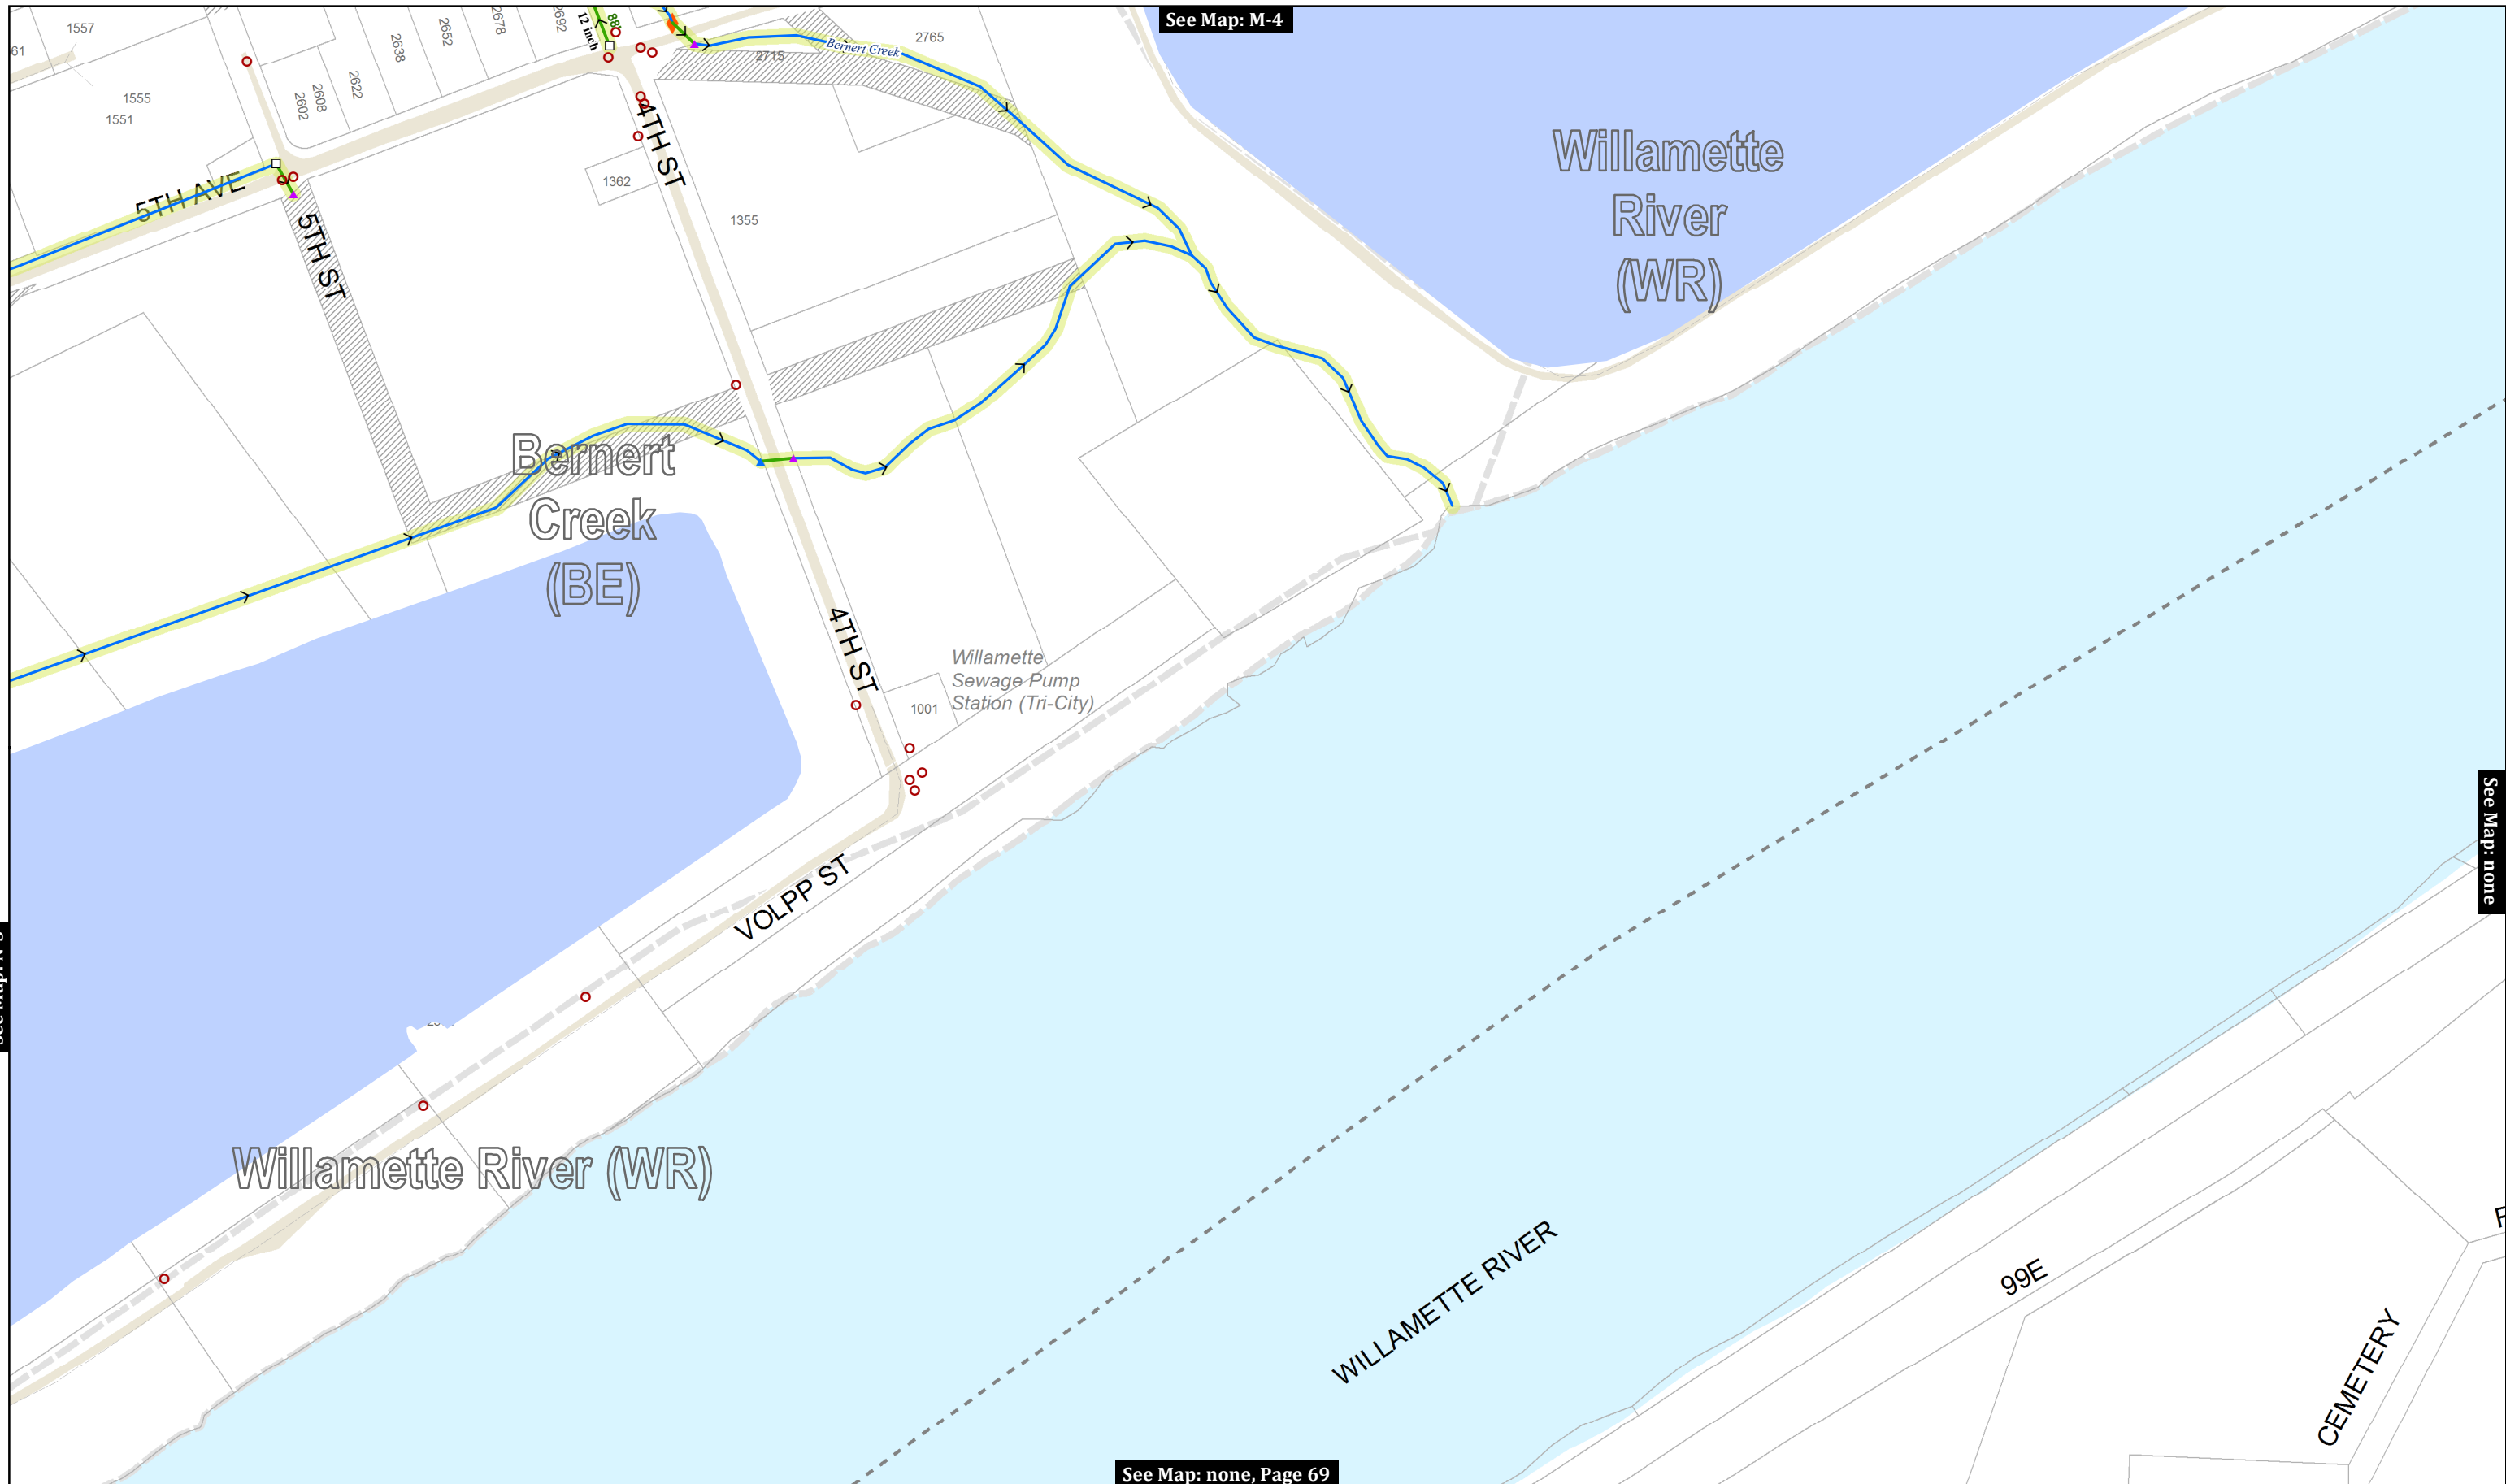 See Map: M-4
1557
61
1555
1551
2602
2608
2622
2638
2652
2678
2692
12 inch
88'
Bernert Creek
2715
2765
4TH ST
1362
1355
5TH AVE
5TH ST
Willamette
River
(WR)
Bernert
Creek
(BE)
4TH ST
Willamette
Sewage Pump
Station (Tri-City)
1001
VOLPP ST
See Map: none
Willamette River (WR)
WILLAMETTE RIVER
99E
CEMETERY
See Map: none, Page 69